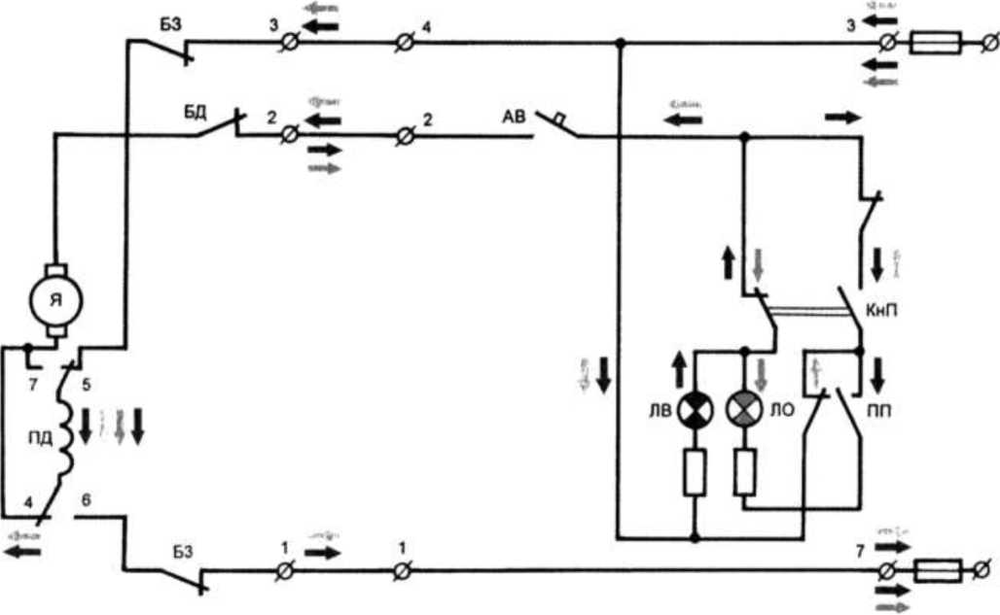 БЗ 3 4 3
БД 2 2 АВ
Я
КнП
7 5
ЛВ ЛО ПП
ПД
4 6
БЗ 1 1 7